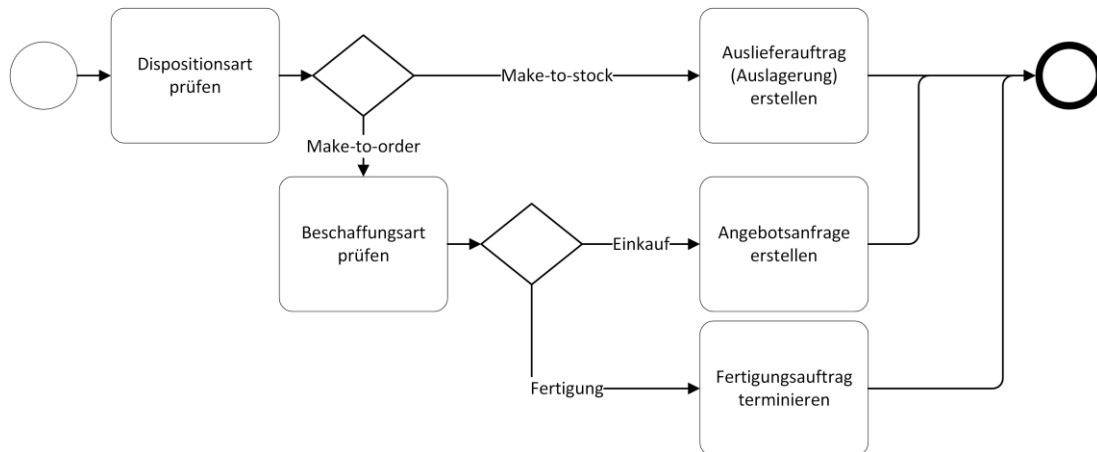 Dispositionsart
prüfen
Make-to-stock
Auslieferauftrag
(Auslagerung)
erstellen
Make-to-order
Beschaffungsart
prüfen
Einkauf
Angebotsanfrage
erstellen
Fertigung
Fertigungsauftrag
terminieren